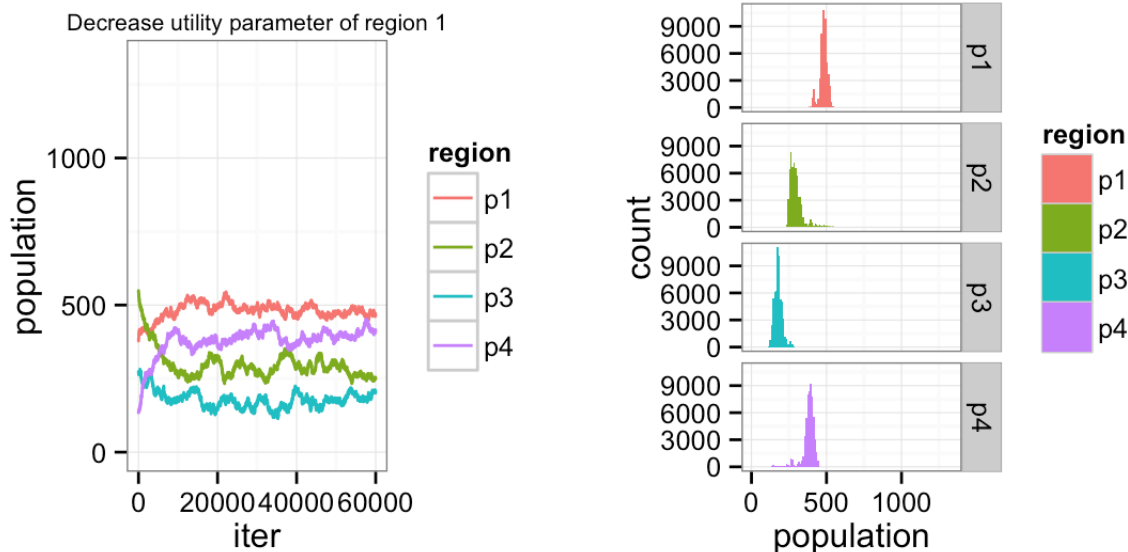 Decrease utility parameter of region 1
population
1000
500
0
0
20000
40000
60000
iter
region
p1
p2
p3
p4
count
9000
6000
3000
0
p1
9000
6000
3000
0
p2
9000
6000
3000
0
p3
9000
6000
3000
0
p4
0
500
1000
population
region
p1
p2
p3
p4